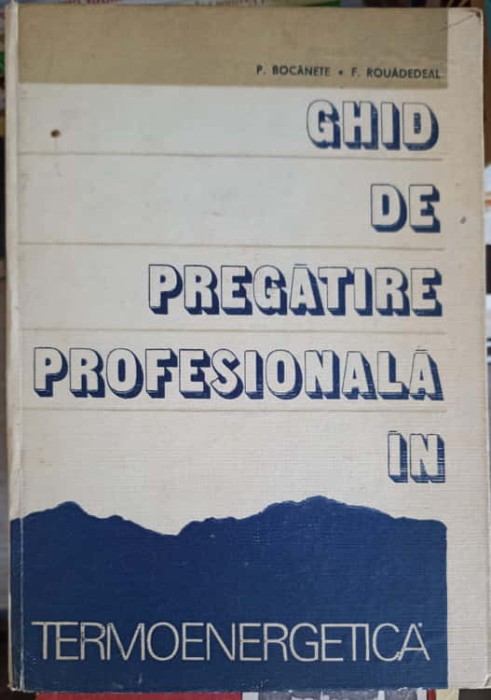 P. BOCĂNETE • F. ROUĂDEDEAL
GHID
DE
PREGĂTIRE
PROFESIONALĂ
ÎN
TERMOENERGETICĂ